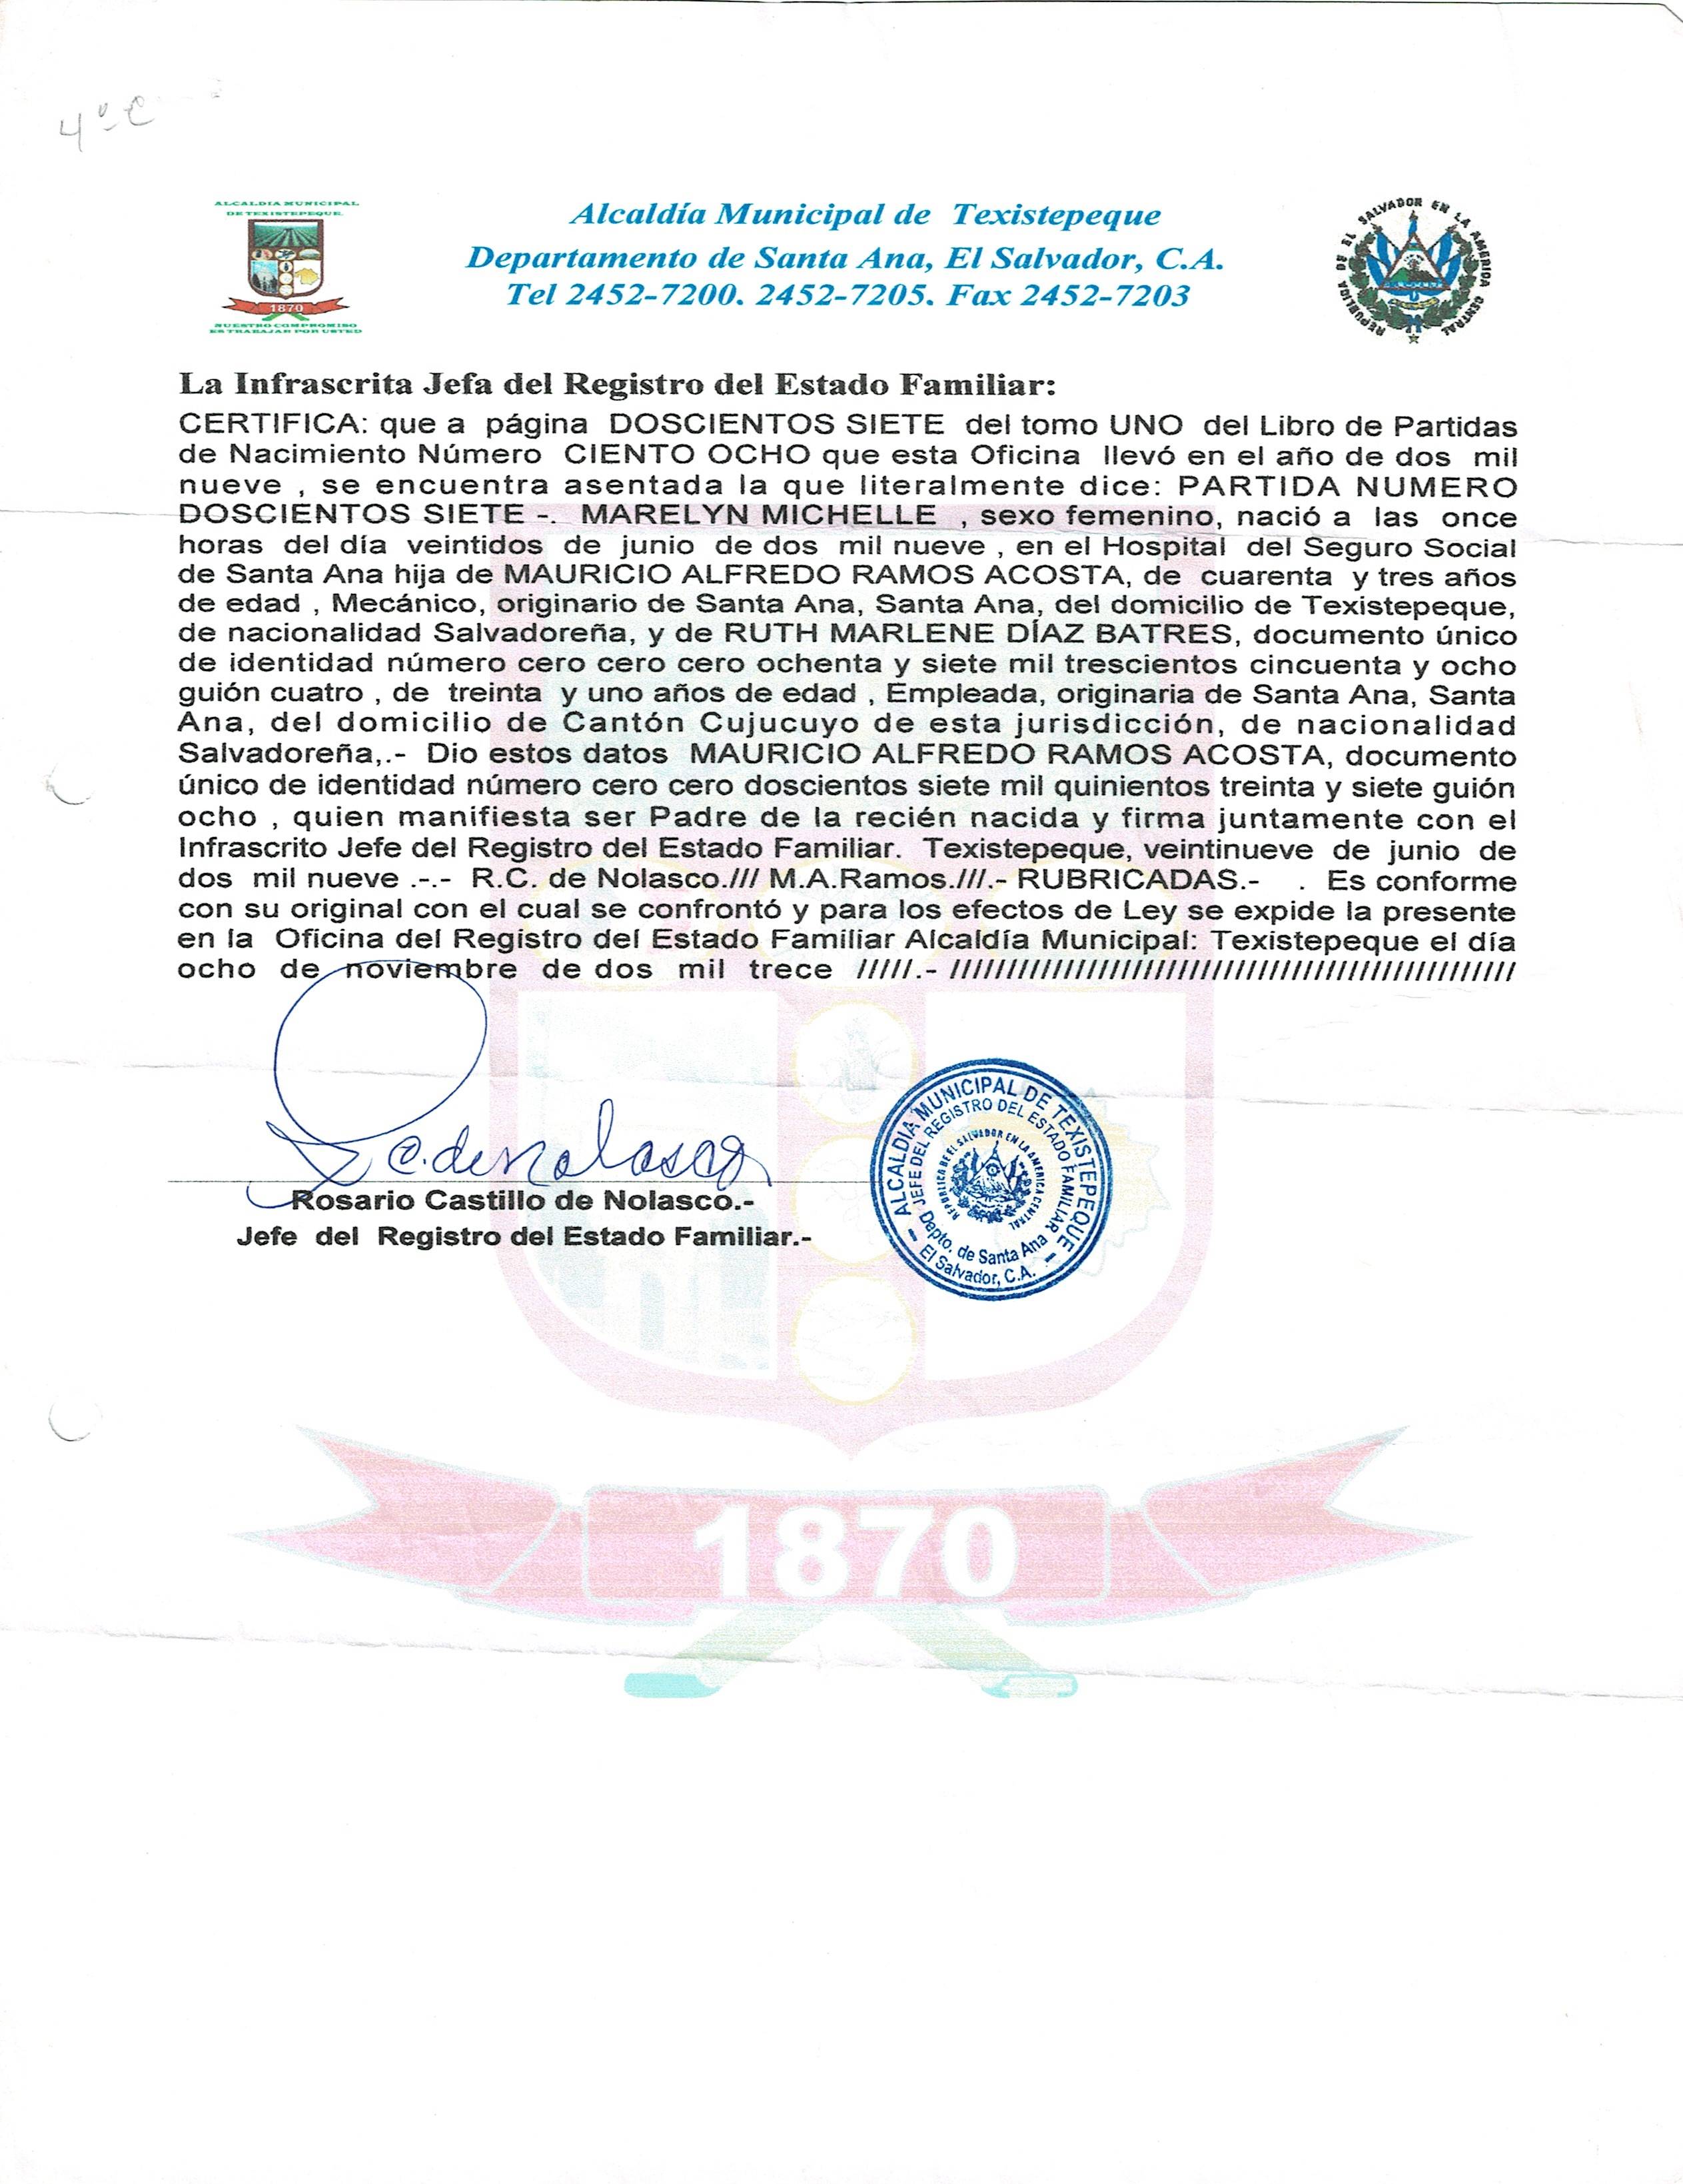 4º C
ALCALDIA MUNICIPAL
DE TEXISTEPEQUE.
1870
NUESTRO COMPROMISO
ES TRABAJAR POR USTED
Alcaldía Municipal de Texistepeque
Departamento de Santa Ana, El Salvador, C.A.
Tel 2452-7200. 2452-7205. Fax 2452-7203
REPUBLICA DE EL SALVADOR EN LA AMERICA CENTRAL
La Infrascrita Jefa del Registro del Estado Familiar:
CERTIFICA: que a página DOSCIENTOS SIETE del tomo UNO del Libro de Partidas
de Nacimiento Número CIENTO OCHO que esta Oficina llevó en el año de dos mil
nueve , se encuentra asentada la que literalmente dice: PARTIDA NUMERO
DOSCIENTOS SIETE -. MARELYN MICHELLE , sexo femenino, nació a las once
horas del día veintidos de junio de dos mil nueve , en el Hospital del Seguro Social
de Santa Ana hija de MAURICIO ALFREDO RAMOS ACOSTA, de cuarenta y tres años
de edad , Mecánico, originario de Santa Ana, Santa Ana, del domicilio de Texistepeque,
de nacionalidad Salvadoreña, y de RUTH MARLENE DÍAZ BATRES, documento único
de identidad número cero cero cero ochenta y siete mil trescientos cincuenta y ocho
guión cuatro , de treinta y uno años de edad , Empleada, originaria de Santa Ana, Santa
Ana, del domicilio de Cantón Cujucuyo de esta jurisdicción, de nacionalidad
Salvadoreña,.- Dio estos datos MAURICIO ALFREDO RAMOS ACOSTA, documento
único de identidad número cero cero doscientos siete mil quinientos treinta y siete guión
ocho , quien manifiesta ser Padre de la recién nacida y firma juntamente con el
Infrascrito Jefe del Registro del Estado Familiar. Texistepeque, veintinueve de junio de
dos mil nueve .-.- R.C. de Nolasco./// M.A.Ramos.///.- RUBRICADAS.- . Es conforme
con su original con el cual se confrontó y para los efectos de Ley se expide la presente
en la Oficina del Registro del Estado Familiar Alcaldía Municipal: Texistepeque el día
ocho de noviembre de dos mil trece /////.- //////////////////////////////////////////////////
C. de Nolasco
Rosario Castillo de Nolasco.-
Jefe del Registro del Estado Familiar.-
ALCALDIA MUNICIPAL DE TEXISTEPEQUE
JEFE DEL REGISTRO DEL ESTADO FAMILIAR
REPUBLICA DE EL SALVADOR EN LA AMERICA CENTRAL
Depto. de Santa Ana
El Salvador, C.A.
1870